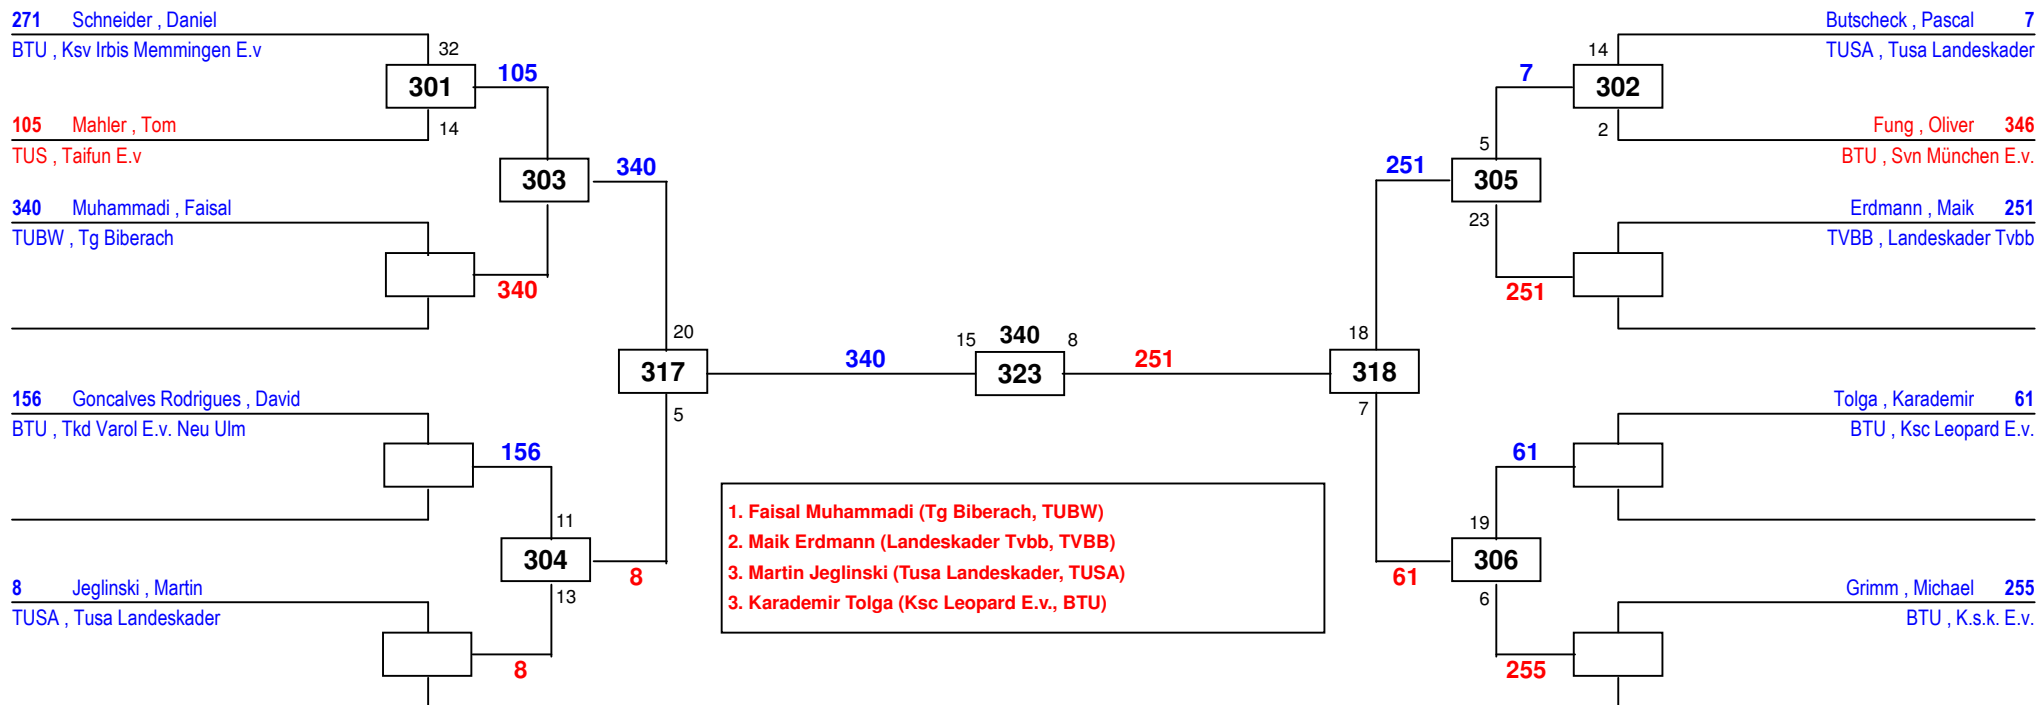 271 Schneider , Daniel
BTU , Ksv Irbis Memmingen E.v
32
301
105
14
105 Mahler , Tom
TUS , Taifun E.v
303
340
340 Muhammadi , Faisal
TUBW , Tg Biberach
340
20
317
5
340
156 Goncalves Rodrigues , David
BTU , Tkd Varol E.v. Neu Ulm
156
11
304
13
8
8 Jeglinski , Martin
TUSA , Tusa Landeskader
8
15 340 8
323
251
1. Faisal Muhammadi (Tg Biberach, TUBW)
2. Maik Erdmann (Landeskader Tvbb, TVBB)
3. Martin Jeglinski (Tusa Landeskader, TUSA)
3. Karademir Tolga (Ksc Leopard E.v., BTU)
Butscheck , Pascal 7
TUSA , Tusa Landeskader
14
302
7
2
Fung , Oliver 346
BTU , Svn München E.v.
5
305
251
23
Erdmann , Maik 251
TVBB , Landeskader Tvbb
251
18
318
7
Tolga , Karademir 61
BTU , Ksc Leopard E.v.
61
19
306
61
6
Grimm , Michael 255
BTU , K.s.k. E.v.
255